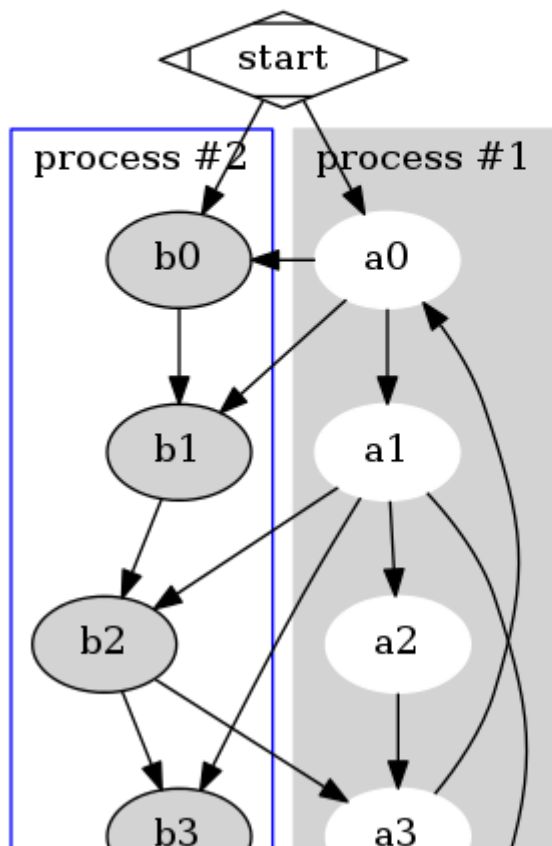 start
process #2
process #1
b0
a0
b1
a1
b2
a2
b3
a3